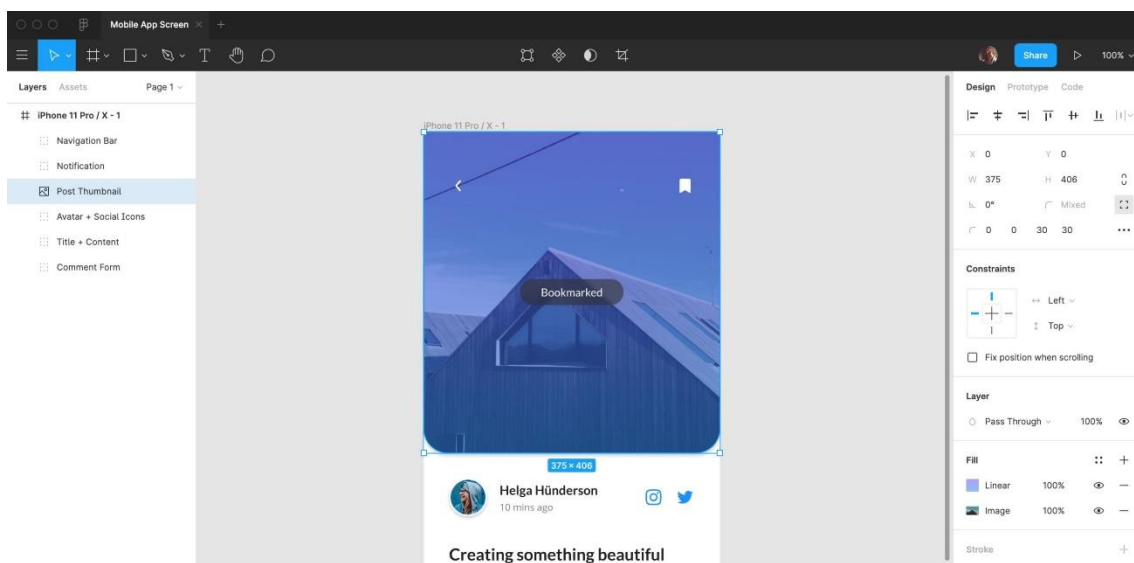 Mobile App Screen
Share
100%
Layers Assets Page 1
Design Prototype Code
iPhone 11 Pro / X - 1
Navigation Bar
Notification
Post Thumbnail
Avatar + Social Icons
Title + Content
Comment Form
iPhone 11 Pro / X - 1
Bookmarked
375 × 406
Helga Hünderson
10 mins ago
Creating something beautiful
X 0 Y 0
W 375 H 406
0° Mixed
0 0 30 30
Constraints
Left
Top
Fix position when scrolling
Layer
Pass Through 100%
Fill
Linear 100%
Image 100%
Stroke